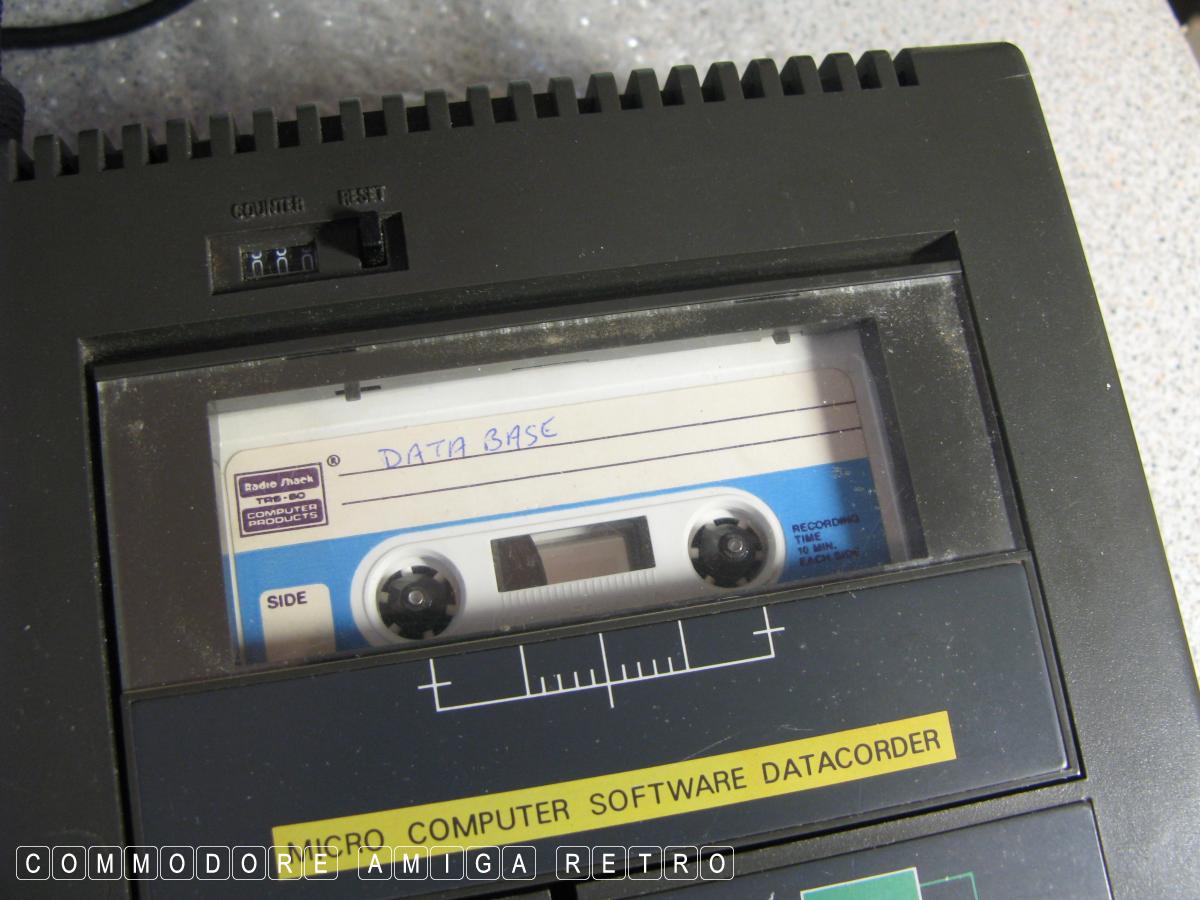 COUNTER RESET
000
DATA BASE
Radio Shack ®
TRS-80
COMPUTER
PRODUCTS
RECORDING
TIME
10 MIN.
EACH SIDE
SIDE
MICRO COMPUTER SOFTWARE DATACORDER
COMMODORE AMIGA RETRO